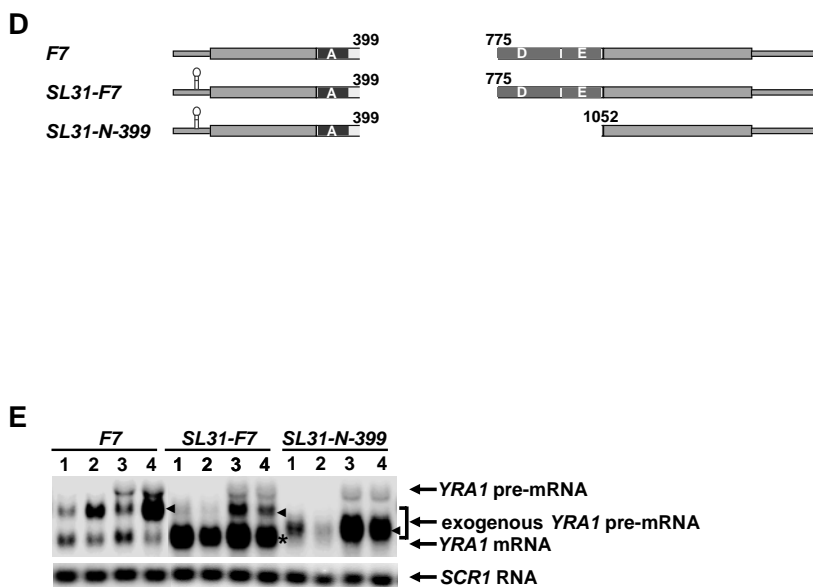 D
F7 A 399 775 D I E
SL31-F7 A 399 775 D I E
SL31-N-399 A 399 1052
E
F7 SL31-F7 SL31-N-399
1 2 3 4 1 2 3 4 1 2 3 4
YRA1 pre-mRNA
exogenous YRA1 pre-mRNA
* YRA1 mRNA
SCR1 RNA